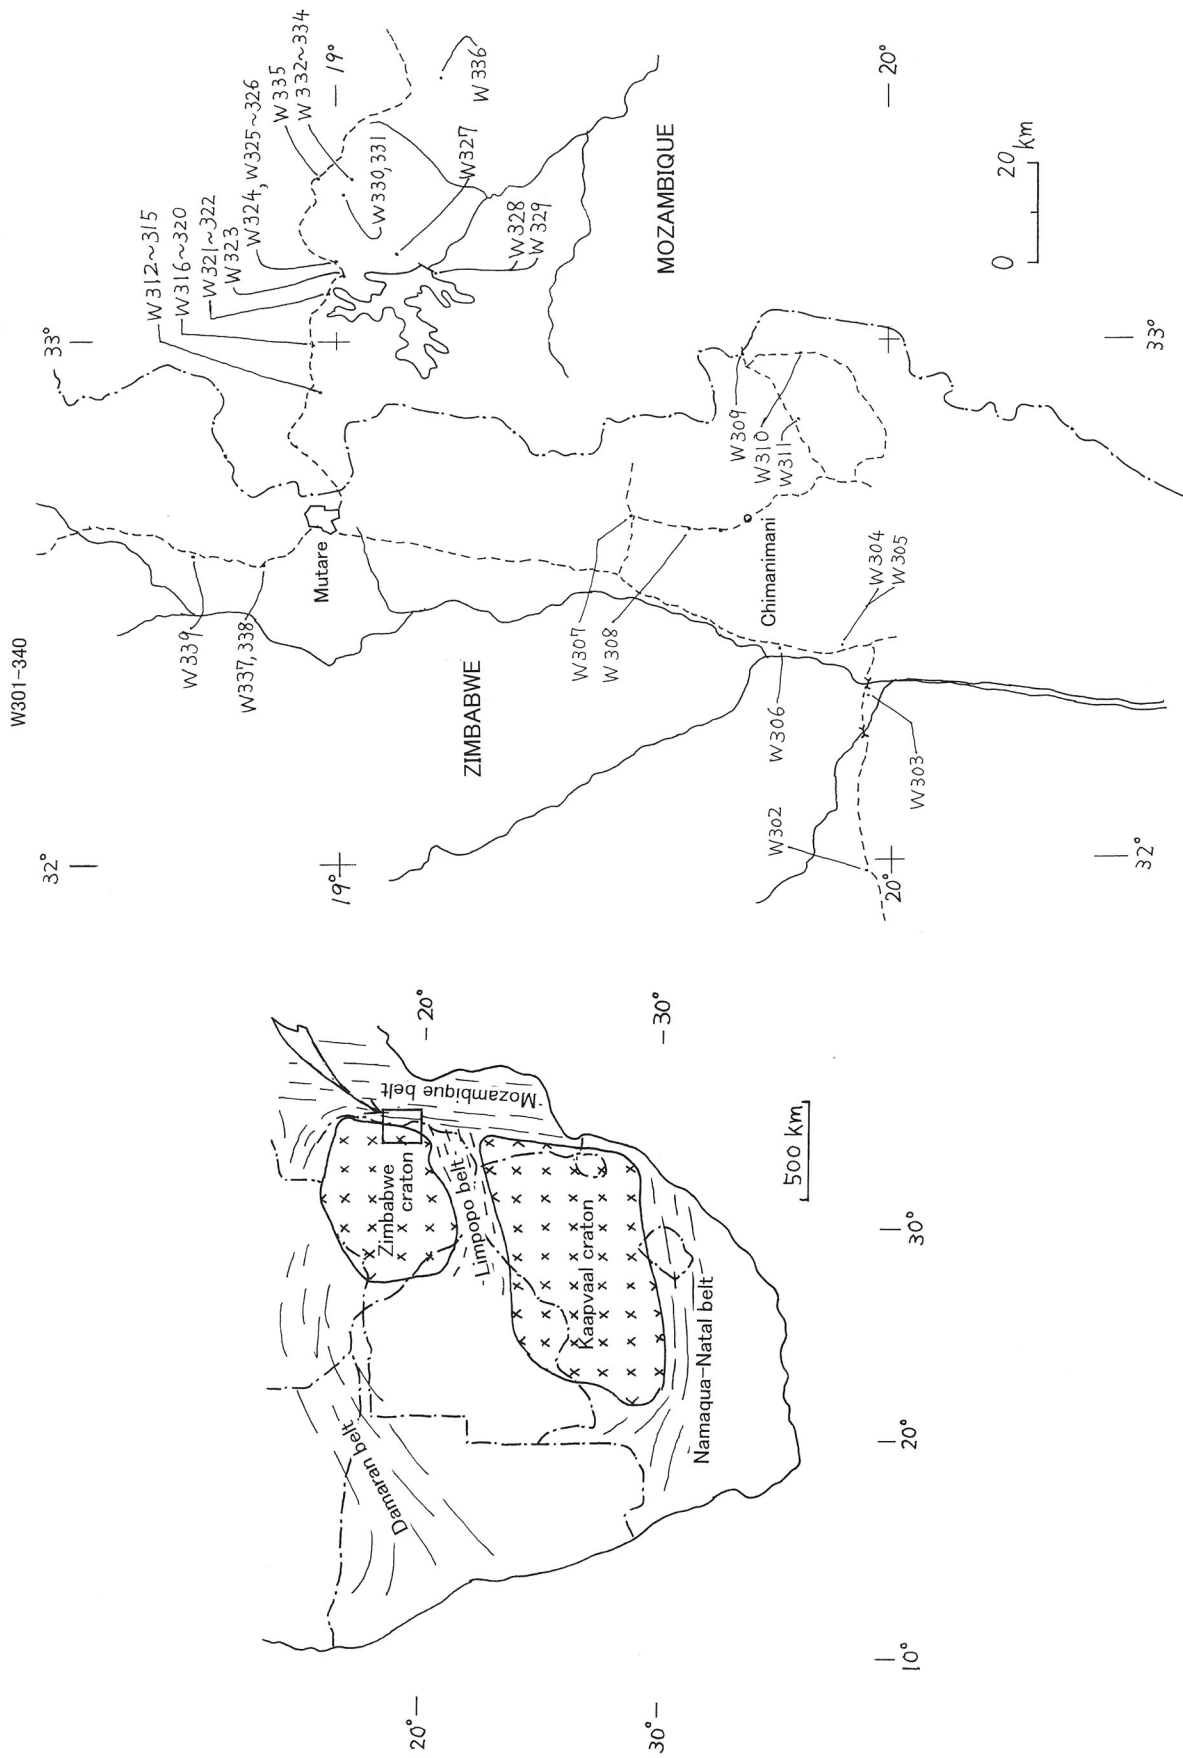 W301-340
20°
30°
20°
30°
10°
20°
30°
Damaran belt
Zimbabwe
craton
Limpopo belt
Mozambique belt
Kaapvaal craton
Namaqua-Natal belt
500 km
32°
33°
19°
19°
20°
20°
32°
33°
W339
W337,338
Mutare
ZIMBABWE
W312~315
W316~320
W321~322
W323
W324, W325~326
W335
W332~334
W330,331
W336
W327
W328
W329
MOZAMBIQUE
W307
W308
W306
W302
W303
W304
W305
Chimanimani
W309
W310
W311
0 20 km